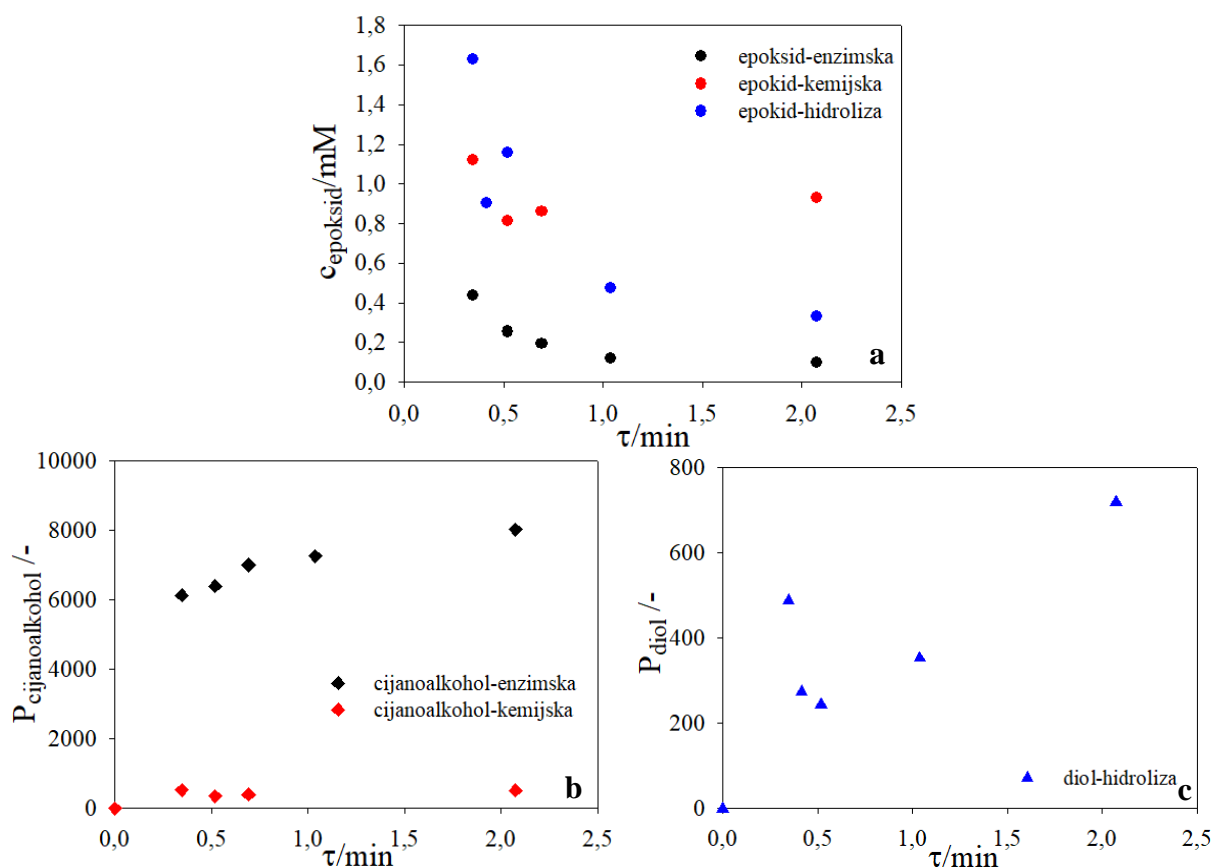 1,8
1,6
1,4
1,2
1,0
0,8
0,6
0,4
0,2
0,0
c epoksid/mM
epoksid-enzimska
epokid-kemijska
epokid-hidroliza
a
0,0 0,5 1,0 1,5 2,0 2,5
τ/min
10000
8000
6000
4000
2000
0
P cijanoalkohol /-
cijanoalkohol-enzimska
cijanoalkohol-kemijska
b
0,0 0,5 1,0 1,5 2,0 2,5
τ/min
800
600
400
200
0
P diol /-
diol-hidroliza
c
0,0 0,5 1,0 1,5 2,0 2,5
τ/min